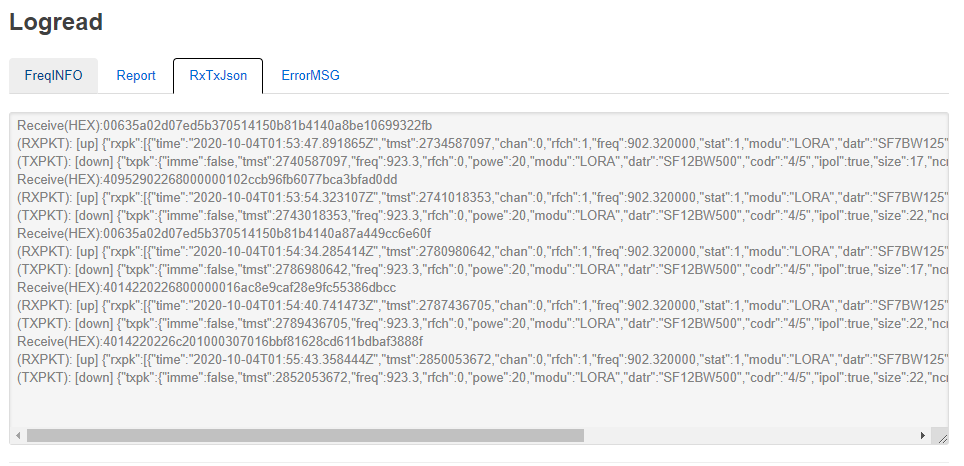 Logread
FreqINFO Report RxTxJson ErrorMSG
Receive(HEX):00635a02d07ed5b370514150b81b4140a8be10699322fb
(RXPKT): [up] {"rxpk":[{"time":"2020-10-04T01:53:47.891865Z","tmst":2734587097,"chan":0,"rfch":1,"freq":902.320000,"stat":1,"modu":"LORA","datr":"SF7BW125"
(TXPKT): [down] {"txpk":{"imme":false,"tmst":2740587097,"freq":923.3,"rfch":0,"powe":20,"modu":"LORA","datr":"SF12BW500","codr":"4/5","ipol":true,"size":17,"ncr
Receive(HEX):40952902268000000102ccb96fb6077bca3bfad0dd
(RXPKT): [up] {"rxpk":[{"time":"2020-10-04T01:53:54.323107Z","tmst":2741018353,"chan":0,"rfch":1,"freq":902.320000,"stat":1,"modu":"LORA","datr":"SF7BW125"
(TXPKT): [down] {"txpk":{"imme":false,"tmst":2743018353,"freq":923.3,"rfch":0,"powe":20,"modu":"LORA","datr":"SF12BW500","codr":"4/5","ipol":true,"size":22,"ncr
Receive(HEX):00635a02d07ed5b370514150b81b4140a87a449cc6e60f
(RXPKT): [up] {"rxpk":[{"time":"2020-10-04T01:54:34.285414Z","tmst":2780980642,"chan":0,"rfch":1,"freq":902.320000,"stat":1,"modu":"LORA","datr":"SF7BW125"
(TXPKT): [down] {"txpk":{"imme":false,"tmst":2786980642,"freq":923.3,"rfch":0,"powe":20,"modu":"LORA","datr":"SF12BW500","codr":"4/5","ipol":true,"size":17,"ncr
Receive(HEX):4014220226800000016ac8e9caf28e9fc55386dbcc
(RXPKT): [up] {"rxpk":[{"time":"2020-10-04T01:54:40.741473Z","tmst":2787436705,"chan":0,"rfch":1,"freq":902.320000,"stat":1,"modu":"LORA","datr":"SF7BW125"
(TXPKT): [down] {"txpk":{"imme":false,"tmst":2789436705,"freq":923.3,"rfch":0,"powe":20,"modu":"LORA","datr":"SF12BW500","codr":"4/5","ipol":true,"size":22,"ncr
Receive(HEX):4014220226c201000307016bbf81628cd611bdbaf3888f
(RXPKT): [up] {"rxpk":[{"time":"2020-10-04T01:55:43.358444Z","tmst":2850053672,"chan":0,"rfch":1,"freq":902.320000,"stat":1,"modu":"LORA","datr":"SF7BW125"
(TXPKT): [down] {"txpk":{"imme":false,"tmst":2852053672,"freq":923.3,"rfch":0,"powe":20,"modu":"LORA","datr":"SF12BW500","codr":"4/5","ipol":true,"size":22,"ncr